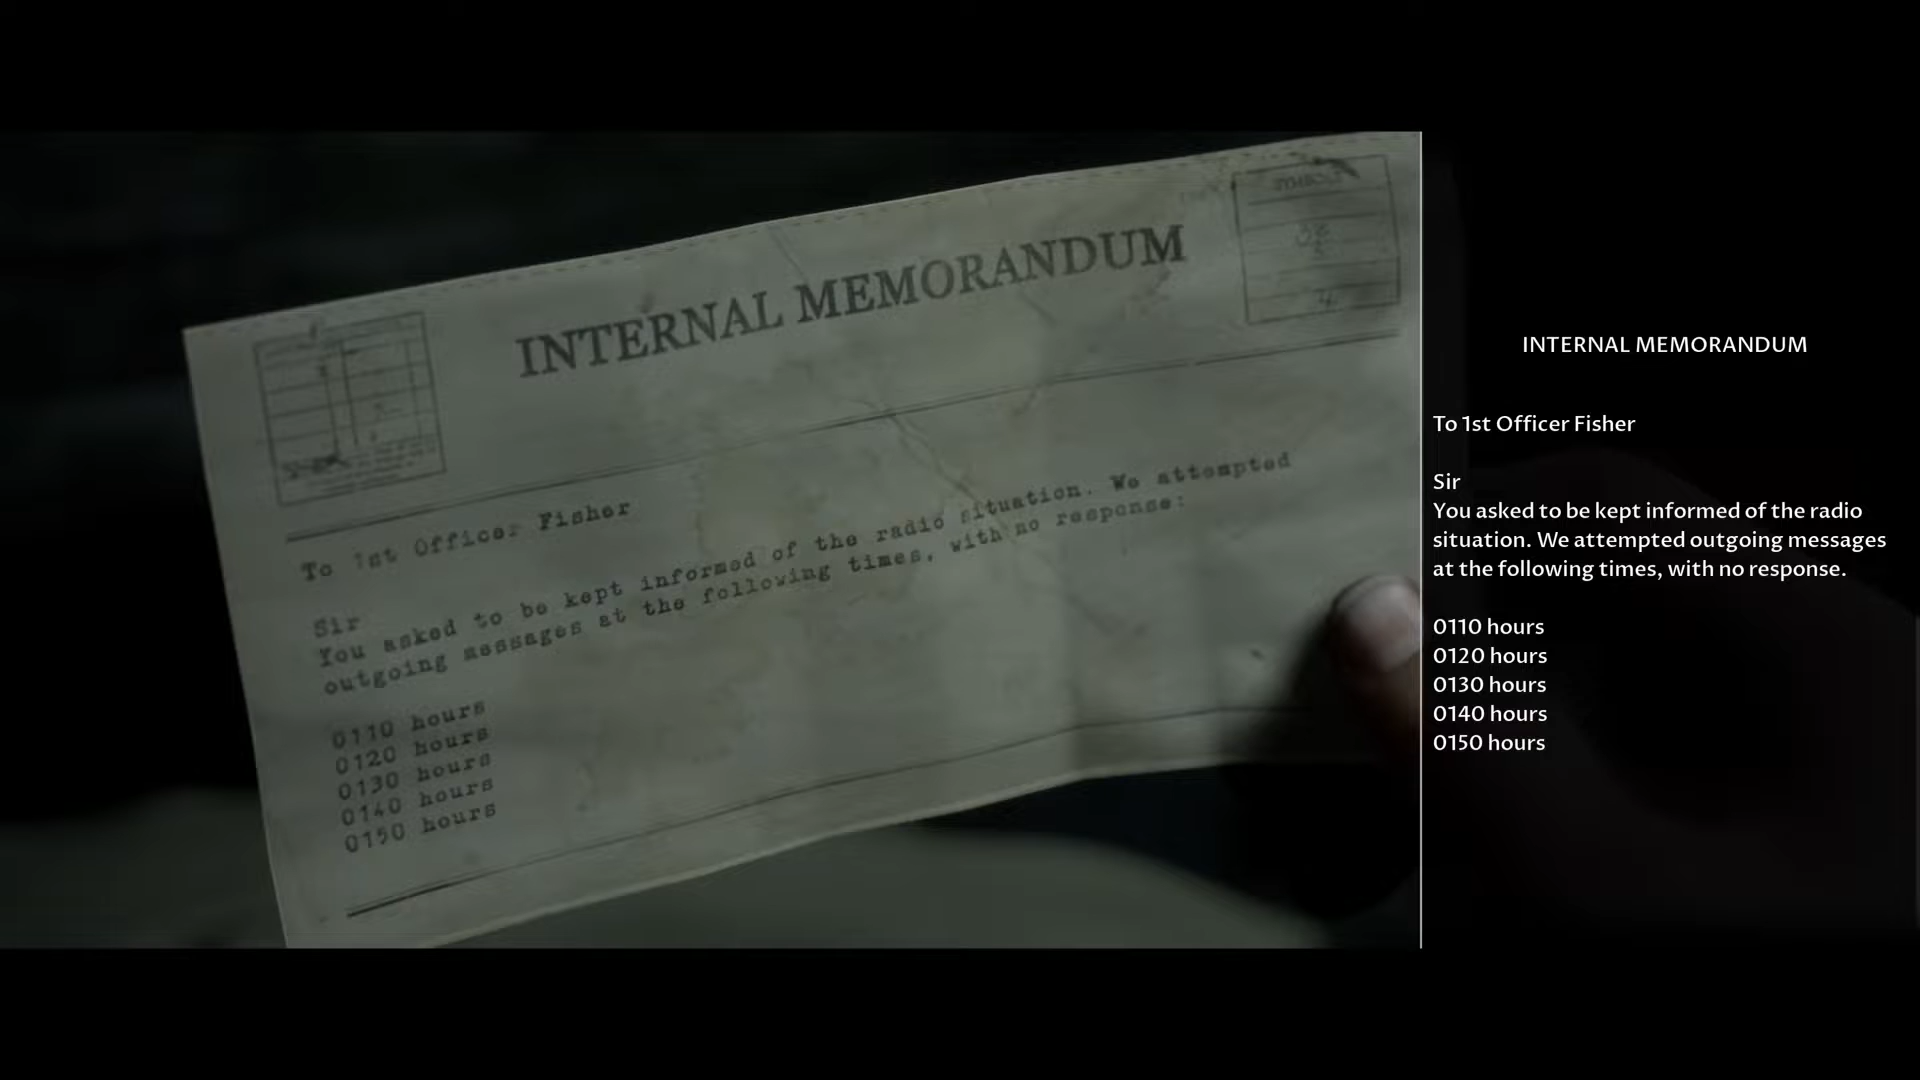 INTERNAL MEMORANDUM
To 1st Officer Fisher
Sir
You asked to be kept informed of the radio situation. We attempted
outgoing messages at the following times, with no response:
0110 hours
0120 hours
0130 hours
0140 hours
0150 hours
INTERNAL MEMORANDUM
To 1st Officer Fisher
Sir
You asked to be kept informed of the radio
situation. We attempted outgoing messages
at the following times, with no response.
0110 hours
0120 hours
0130 hours
0140 hours
0150 hours